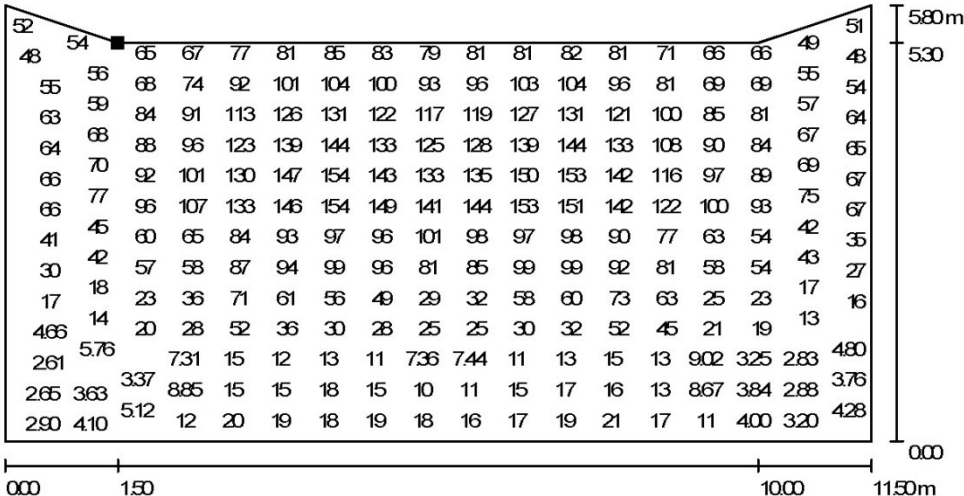 52 51 5.80 m
54 65 67 77 81 85 83 79 81 81 82 81 71 66 66 49 5.30
48 56 68 74 92 101 104 100 93 96 103 104 96 81 69 69 55 48
55 59 84 91 113 126 131 122 117 119 127 131 121 100 85 81 57 54
63 68 88 96 123 139 144 133 125 128 139 144 133 108 90 84 67 64
64 70 92 101 130 147 154 143 133 135 150 153 142 116 97 89 69 65
66 77 96 107 133 146 154 149 141 144 153 151 142 122 100 93 75 67
66 45 60 65 84 93 97 96 101 98 97 98 90 77 63 54 42 67
41 42 57 58 87 94 99 96 81 85 99 99 92 81 58 54 43 35
30 18 23 36 71 61 56 49 29 32 58 60 73 63 25 23 17 27
17 14 20 28 52 36 30 28 25 25 30 32 52 45 21 19 13 16
4.66 5.76 7.31 15 12 13 11 7.36 7.44 11 13 15 13 9.02 3.25 2.83 4.80
2.61 3.37 8.85 15 15 18 15 10 11 15 17 16 13 8.67 3.84 2.88 3.76
2.65 3.63 5.12 12 20 19 18 19 18 16 17 19 21 17 11 4.00 3.20 4.28
2.90 4.10
0.00
0.00 1.50 10.00 11.50 m